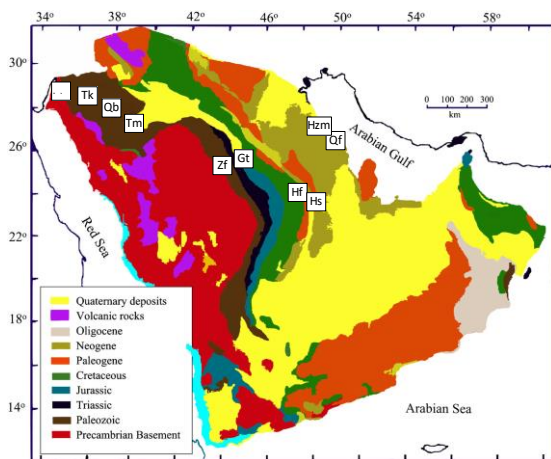 34° 38° 42° 46° 50° 54° 58°
30°
26°
22°
18°
14°
Tk
Qb
Tm
Zf
Gt
Hzm
Qf
Hf
Hs
Arabian Gulf
Red Sea
Arabian Sea
0 100 200 300
km
Quaternary deposits
Volcanic rocks
Oligocene
Neogene
Paleogene
Cretaceous
Jurassic
Triassic
Paleozoic
Precambrian Basement